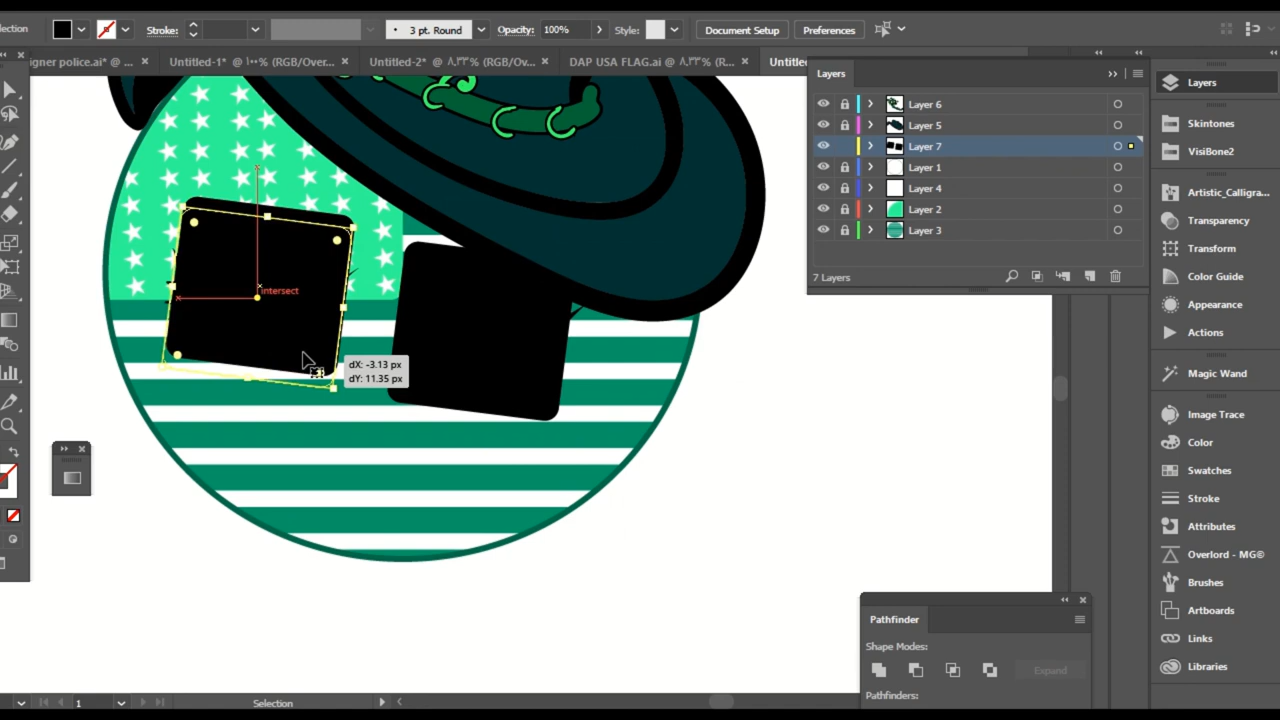 lection
Stroke:
• 3 pt. Round
Opacity:
100%
Style:
Document Setup
Preferences
igner police.ai* @ ...
Untitled-1* @ ١٠٠% (RGB/Over...
Untitled-2* @ ٨,٣٣% (RGB/Ov...
DAP USA FLAG.ai @ ٨,٣٣% (R...
Untitle
Layers
Layer 6
Layer 5
Layer 7
Layer 1
Layer 4
Layer 2
Layer 3
7 Layers
intersect
dX: -3.13 px
dY: 11.35 px
Layers
Skintones
VisiBone2
Artistic_Calligra...
Transparency
Transform
Color Guide
Appearance
Actions
Magic Wand
Image Trace
Color
Swatches
Stroke
Attributes
Overlord - MG©
Brushes
Artboards
Links
Libraries
Pathfinder
Shape Modes:
Expand
Pathfinders:
1
Selection